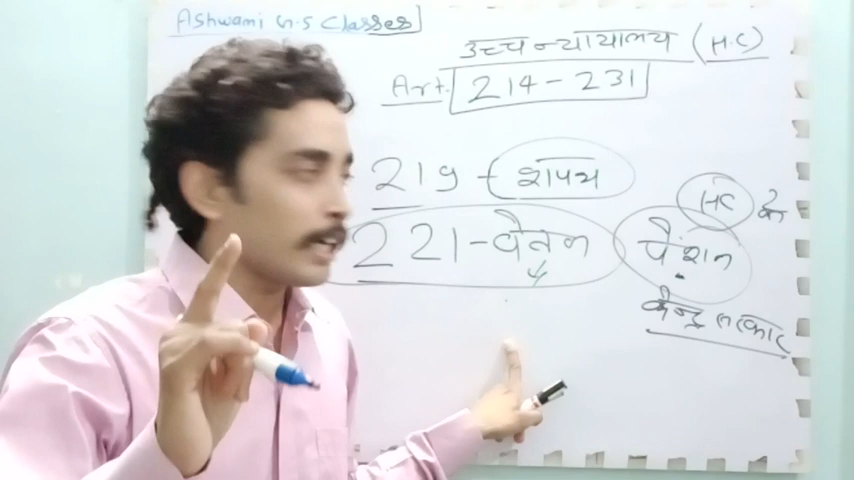 Ashwani G.S Classes
उच्च न्यायालय (H.C)
Art. 214 - 231
219 - शपथ
HC के
221 - वेतन पेंशन
केन्द्र सरकार